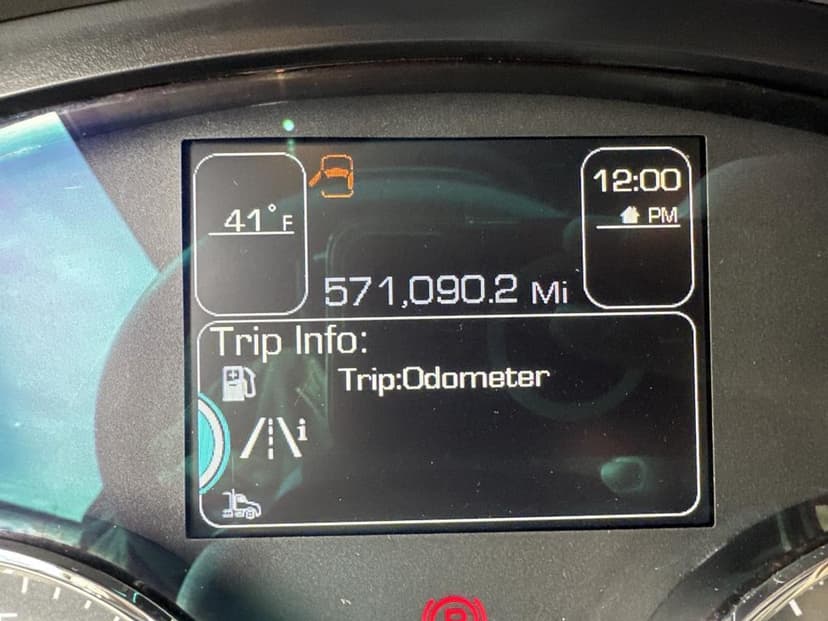 41°F
12:00
PM
571,090.2 Mi
Trip Info:
Trip:Odometer
i
P